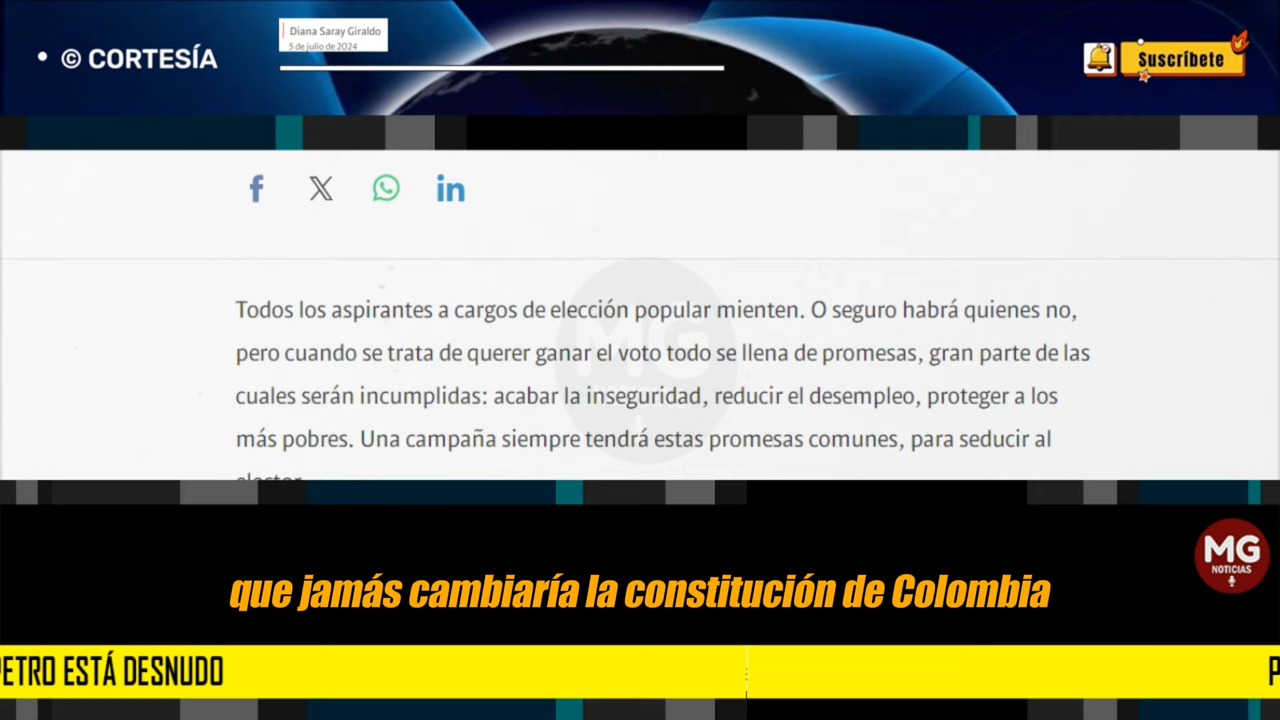 • © CORTESÍA
Diana Saray Giraldo
5 de julio de 2024
Suscríbete
Todos los aspirantes a cargos de elección popular mienten. O seguro habrá quienes no,
pero cuando se trata de querer ganar el voto todo se llena de promesas, gran parte de las
cuales serán incumplidas: acabar la inseguridad, reducir el desempleo, proteger a los
más pobres. Una campaña siempre tendrá estas promesas comunes, para seducir al
MG
NOTICIAS
que jamás cambiaría la constitución de Colombia
MG
NOTICIAS
PETRO ESTÁ DESNUDO
P